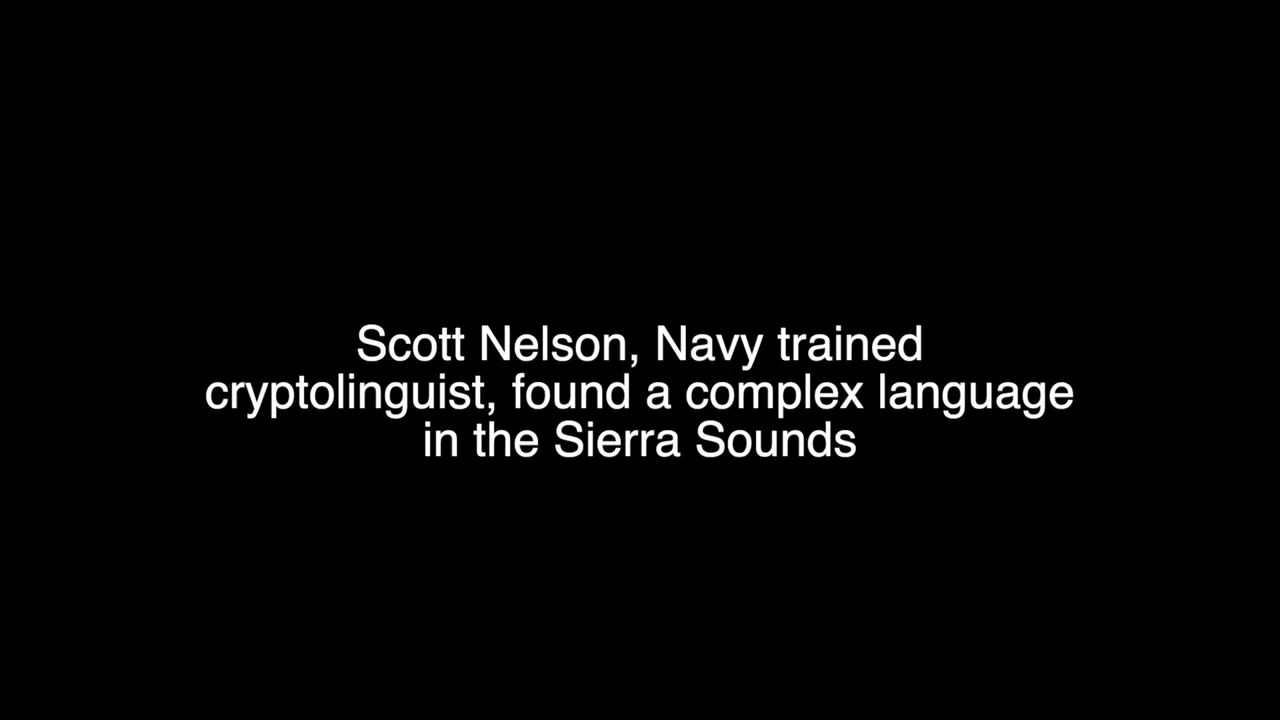 Scott Nelson, Navy trained
cryptolinguist, found a complex language
in the Sierra Sounds